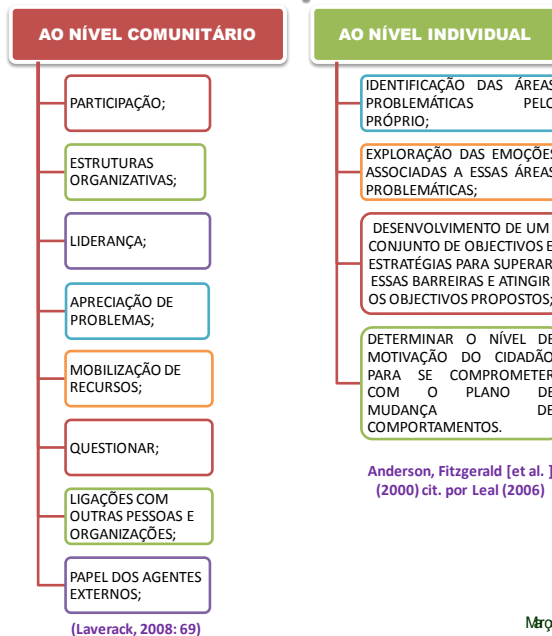 AO NÍVEL COMUNITÁRIO
PARTICIPAÇÃO;
ESTRUTURAS
ORGANIZATIVAS;
LIDERANÇA;
APRECIAÇÃO DE
PROBLEMAS;
MOBILIZAÇÃO DE
RECURSOS;
QUESTIONAR;
LIGAÇÕES COM
OUTRAS PESSOAS E
ORGANIZAÇÕES;
PAPEL DOS AGENTES
EXTERNOS;
(Laverack, 2008: 69)
AO NÍVEL INDIVIDUAL
IDENTIFICAÇÃO DAS ÁREAS
PROBLEMÁTICAS PELO
PRÓPRIO;
EXPLORAÇÃO DAS EMOÇÕES
ASSOCIADAS A ESSAS ÁREAS
PROBLEMÁTICAS;
DESENVOLVIMENTO DE UM
CONJUNTO DE OBJECTIVOS E
ESTRATÉGIAS PARA SUPERAR
ESSAS BARREIRAS E ATINGIR
OS OBJECTIVOS PROPOSTOS;
DETERMINAR O NÍVEL DE
MOTIVAÇÃO DO CIDADÃO
PARA SE COMPROMETER
COM O PLANO DE
MUDANÇA DE
COMPORTAMENTOS.
Anderson, Fitzgerald [et al. ]
(2000) cit. por Leal (2006)